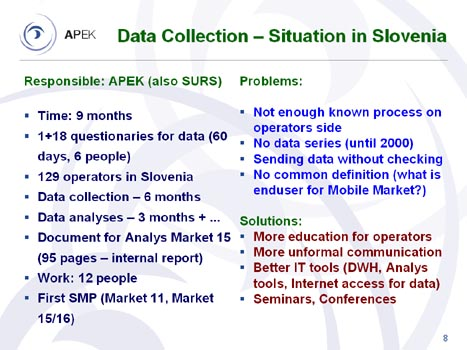 APEK
Data Collection – Situation in Slovenia
Responsible: APEK (also SURS)
Time: 9 months
1+18 questionaries for data (60
days, 6 people)
129 operators in Slovenia
Data collection – 6 months
Data analyses – 3 months + ...
Document for Analys Market 15
(95 pages – internal report)
Work: 12 people
First SMP (Market 11, Market
15/16)
Problems:
Not enough known process on
operators side
No data series (until 2000)
Sending data without checking
No common definition (what is
enduser for Mobile Market?)
Solutions:
More education for operators
More unformal communication
Better IT tools (DWH, Analys
tools, Internet access for data)
Seminars, Conferences
8